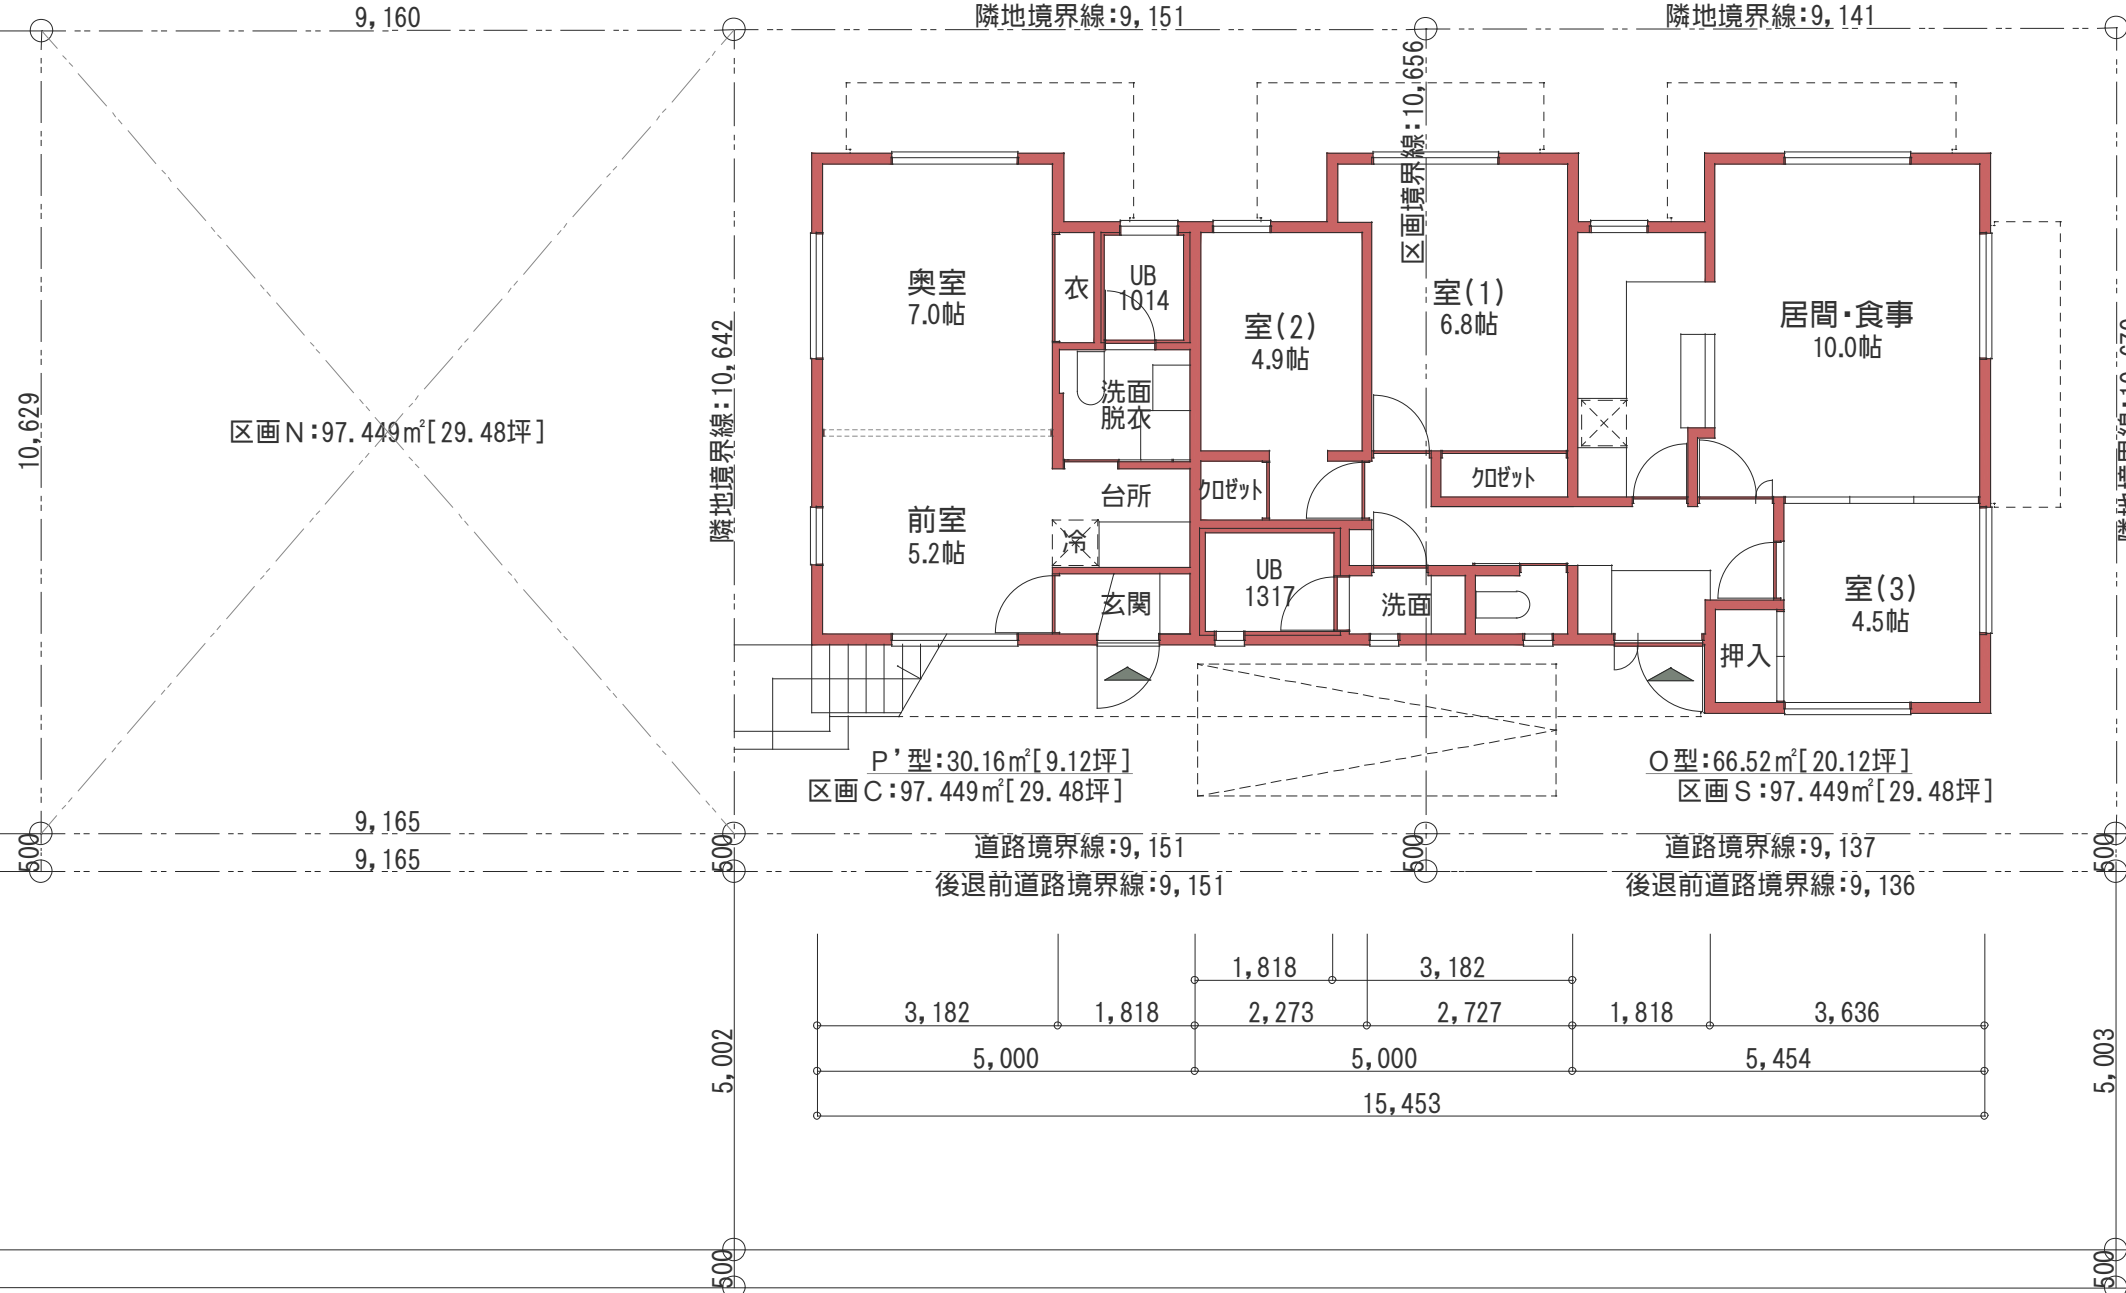 9,160
隣地境界線:9,151
隣地境界線:9,141
10,629
区画N:97.449㎡[29.48坪]
隣地境界線:10,642
区画境界線:10,656
奥室
7.0帖
衣
UB
1014
洗面
脱衣
台所
前室
5.2帖
冷
玄関
室(2)
4.9帖
クロゼット
室(1)
6.8帖
クロゼット
UB
1317
洗面
居間・食事
10.0帖
室(3)
4.5帖
押入
P'型:30.16㎡[9.12坪]
区画C:97.449㎡[29.48坪]
O型:66.52㎡[20.12坪]
区画S:97.449㎡[29.48坪]
9,165
9,165
500
500
500
500
道路境界線:9,151
後退前道路境界線:9,151
道路境界線:9,137
後退前道路境界線:9,136
1,818
3,182
3,182
1,818
2,273
2,727
1,818
3,636
5,000
5,000
5,454
15,453
5,002
5,003
500
500